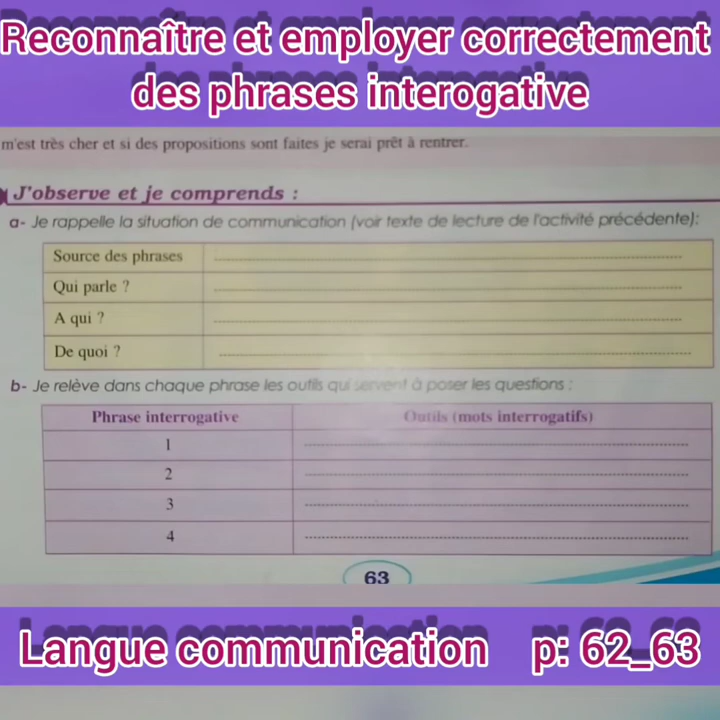 Reconnaître et employer correctement
des phrases interogative
m'est très cher et si des propositions sont faites je serai prêt à rentrer.
J'observe et je comprends :
a- Je rappelle la situation de communication (voir texte de lecture de l'activité précédente):
Source des phrases
Qui parle ?
A qui ?
De quoi ?
b- Je relève dans chaque phrase les outils qui servent à poser les questions :
Phrase interrogative Outils (mots interrogatifs)
1
2
3
4
63
Langue communication p: 62_63